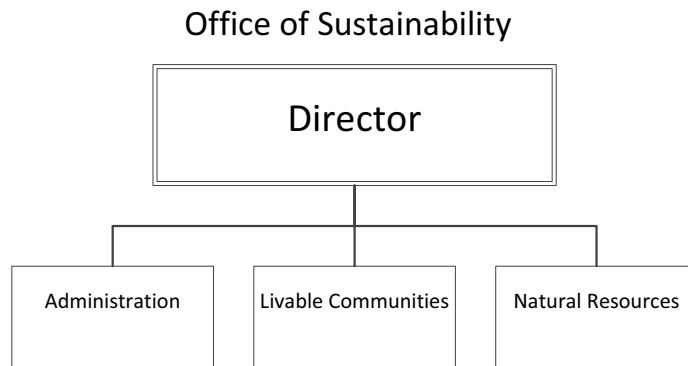 Office of Sustainability
Director
Administration
Livable Communities
Natural Resources